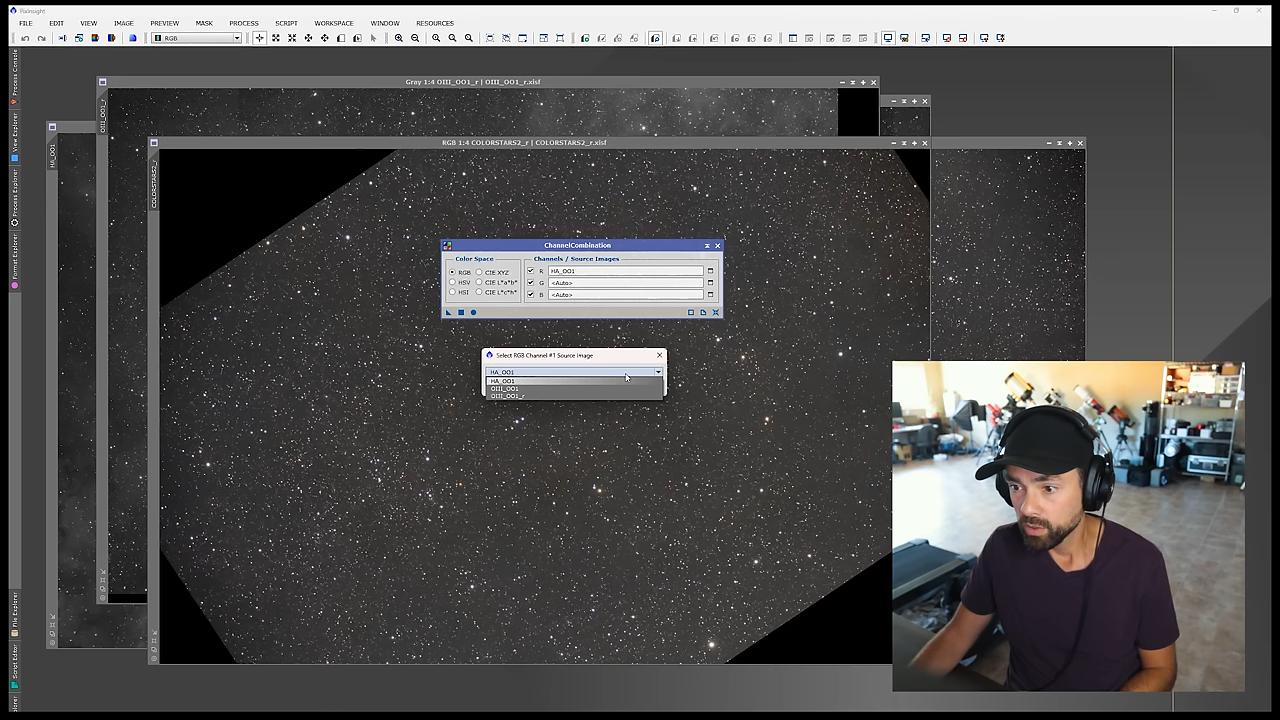 PixInsight
FILE EDIT VIEW IMAGE PREVIEW MASK PROCESS SCRIPT WORKSPACE WINDOW RESOURCES
RGB
Process Console
View Explorer
Process Explorer
Format Explorer
File Explorer
Script Editor
Gray 1:4 OIII_OO1_r | OIII_OO1_r.xisf
OIII_OO1_r
HA_OO1
RGB 1:4 COLORSTARS2_r | COLORSTARS2_r.xisf
COLORSTARS2_r
ChannelCombination
Color Space Channels / Source Images
RGB CIE XYZ R HA_OO1
HSV CIE L*a*b* G <Auto>
HSI CIE L*c*h* B <Auto>
Select RGB Channel #1 Source Image
HA_OO1
HA_OO1
OIII_OO1
OIII_OO1_r